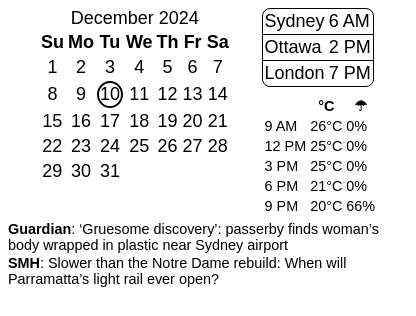 December 2024
Su Mo Tu We Th Fr Sa
1 2 3 4 5 6 7
8 9 10 11 12 13 14
15 16 17 18 19 20 21
22 23 24 25 26 27 28
29 30 31
Sydney 6 AM
Ottawa 2 PM
London 7 PM
°C ☂
9 AM 26°C 0%
12 PM 25°C 0%
3 PM 25°C 0%
6 PM 21°C 0%
9 PM 20°C 66%
Guardian: ‘Gruesome discovery’: passerby finds woman’s
body wrapped in plastic near Sydney airport
SMH: Slower than the Notre Dame rebuild: When will
Parramatta’s light rail ever open?